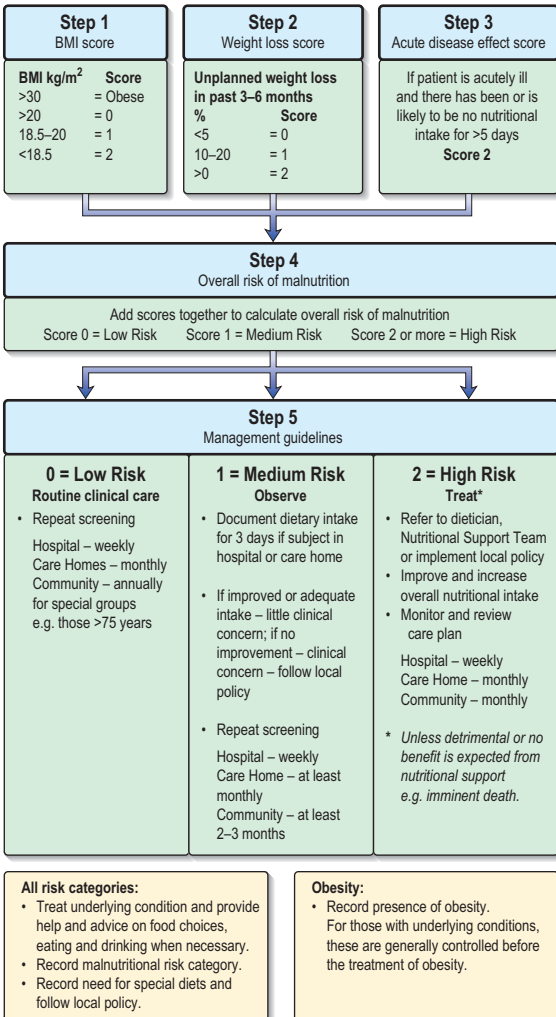 Step 1
BMI score
BMI kg/m² Score
>30 = Obese
>20 = 0
18.5–20 = 1
<18.5 = 2
Step 2
Weight loss score
Unplanned weight loss
in past 3–6 months
% Score
<5 = 0
10–20 = 1
>0 = 2
Step 3
Acute disease effect score
If patient is acutely ill
and there has been or is
likely to be no nutritional
intake for >5 days
Score 2
Step 4
Overall risk of malnutrition
Add scores together to calculate overall risk of malnutrition
Score 0 = Low Risk Score 1 = Medium Risk Score 2 or more = High Risk
Step 5
Management guidelines
0 = Low Risk
Routine clinical care
• Repeat screening
Hospital – weekly
Care Homes – monthly
Community – annually
for special groups
e.g. those >75 years
1 = Medium Risk
Observe
• Document dietary intake
for 3 days if subject in
hospital or care home
• If improved or adequate
intake – little clinical
concern; if no
improvement – clinical
concern – follow local
policy
• Repeat screening
Hospital – weekly
Care Home – at least
monthly
Community – at least
2–3 months
2 = High Risk
Treat*
• Refer to dietician,
Nutritional Support Team
or implement local policy
• Improve and increase
overall nutritional intake
• Monitor and review
care plan
Hospital – weekly
Care Home – monthly
Community – monthly
* Unless detrimental or no
benefit is expected from
nutritional support
e.g. imminent death.
All risk categories:
• Treat underlying condition and provide
help and advice on food choices,
eating and drinking when necessary.
• Record malnutritional risk category.
• Record need for special diets and
follow local policy.
Obesity:
• Record presence of obesity.
For those with underlying conditions,
these are generally controlled before
the treatment of obesity.